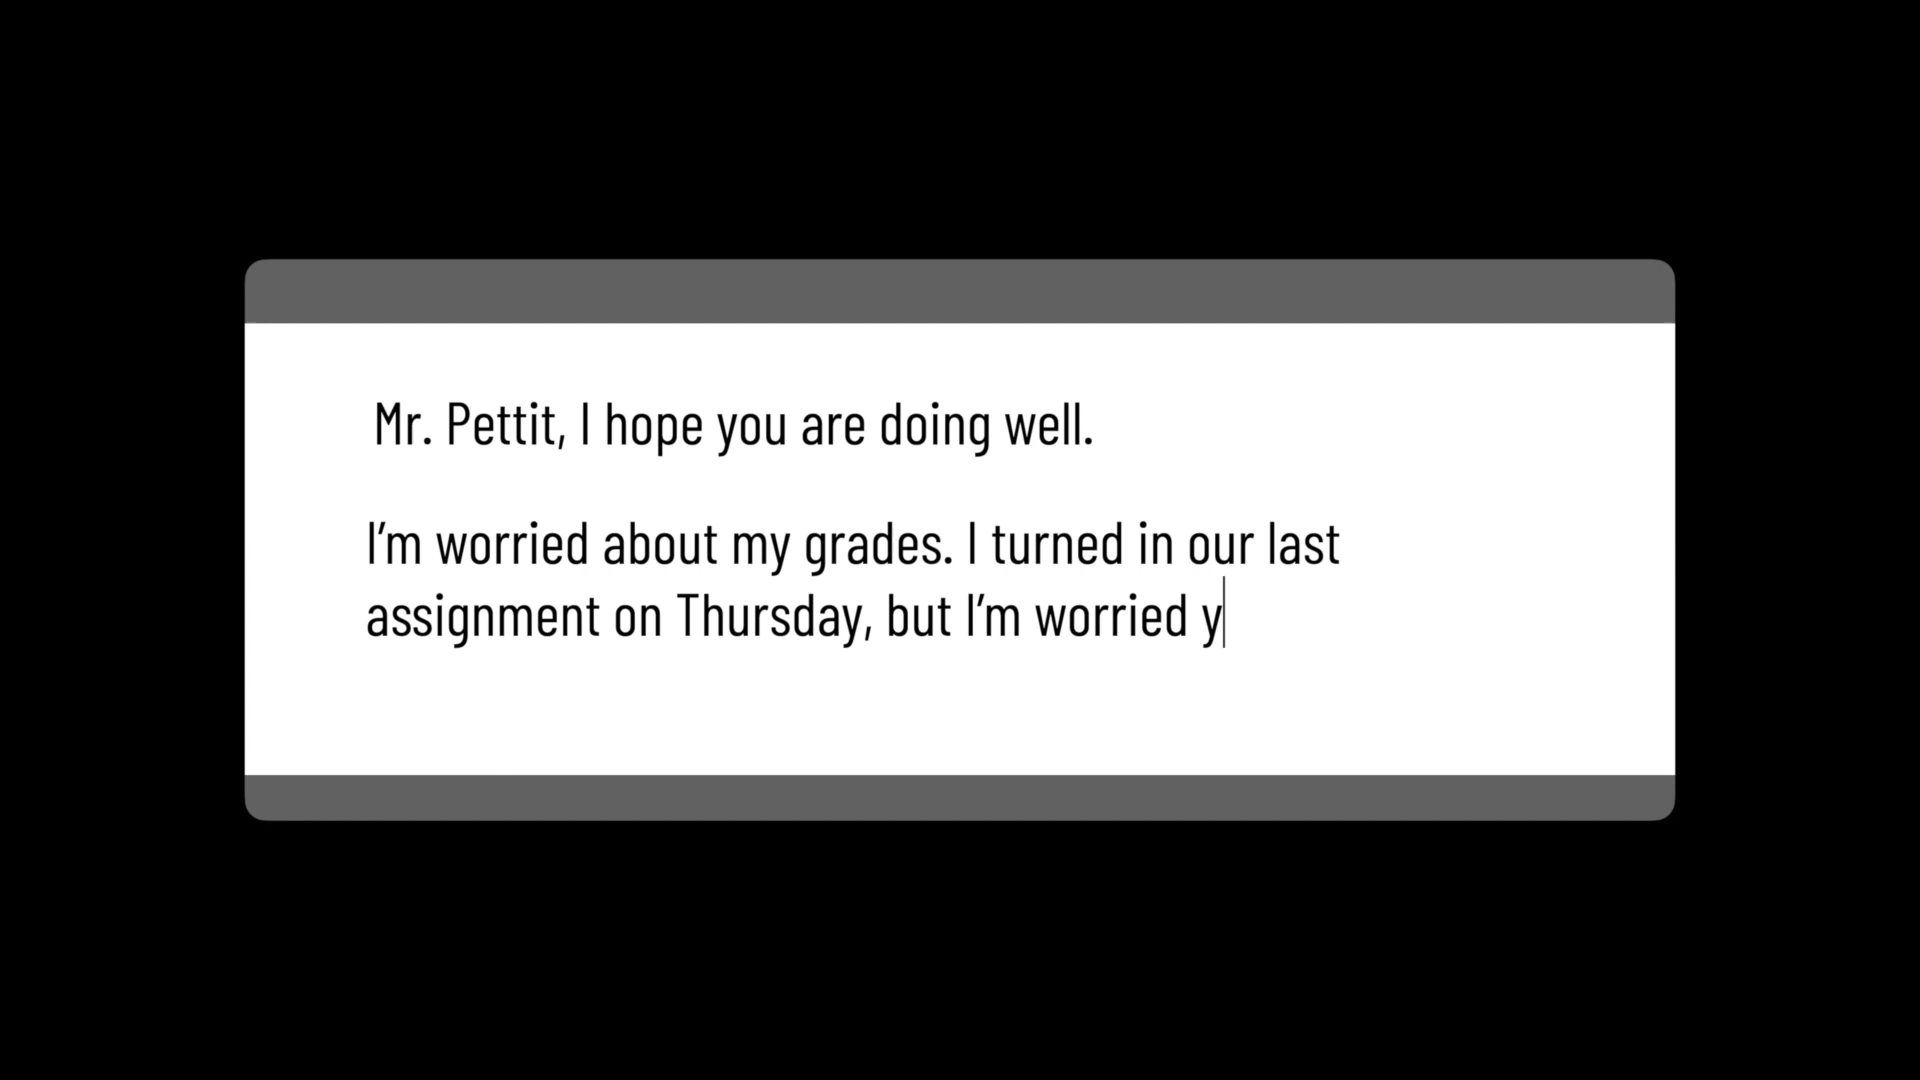 Mr. Pettit, I hope you are doing well.
I’m worried about my grades. I turned in our last
assignment on Thursday, but I’m worried y